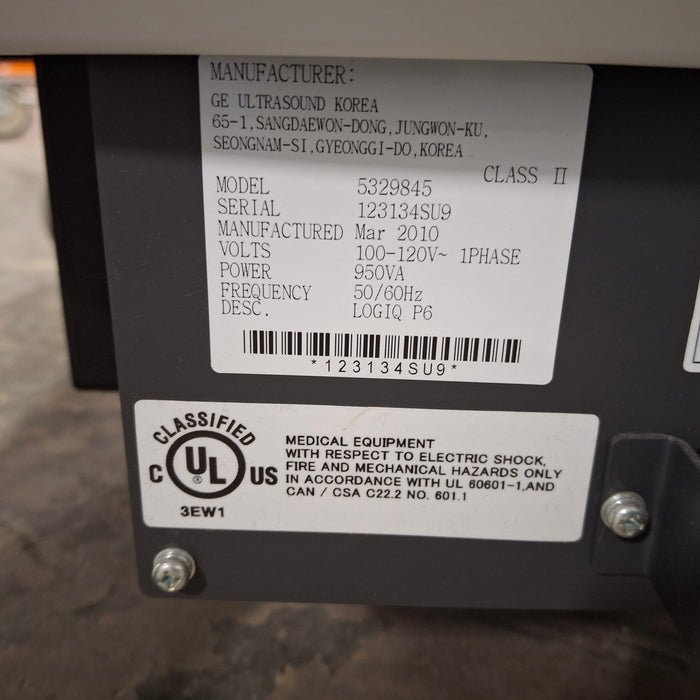 MANUFACTURER:
GE ULTRASOUND KOREA
65-1,SANGDAEWON-DONG,JUNGWON-KU,
SEONGNAM-SI,GYEONGGI-DO,KOREA
CLASS II
MODEL 5329845
SERIAL 123134SU9
MANUFACTURED Mar 2010
VOLTS 100-120V~ 1PHASE
POWER 950VA
FREQUENCY 50/60Hz
DESC. LOGIQ P6
*123134SU9*
CLASSIFIED
C UL ® US
3EW1
MEDICAL EQUIPMENT
WITH RESPECT TO ELECTRIC SHOCK,
FIRE AND MECHANICAL HAZARDS ONLY
IN ACCORDANCE WITH UL 60601-1,AND
CAN / CSA C22.2 NO. 601.1